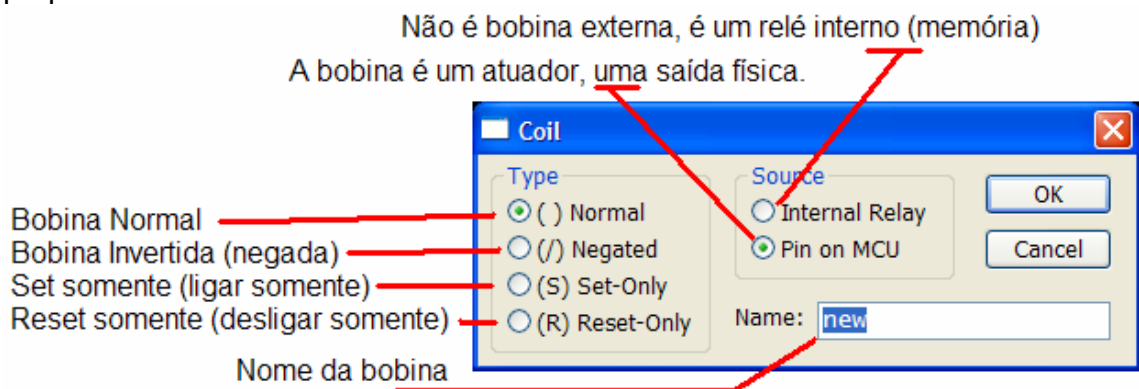 Não é bobina externa, é um relé interno (memória)
A bobina é um atuador, uma saída física.
Coil
Type
Source
( ) Normal
Internal Relay
OK
Bobina Normal
(/) Negated
Pin on MCU
Cancel
Bobina Invertida (negada)
(S) Set-Only
Set somente (ligar somente)
(R) Reset-Only
Name: new
Reset somente (desligar somente)
Nome da bobina